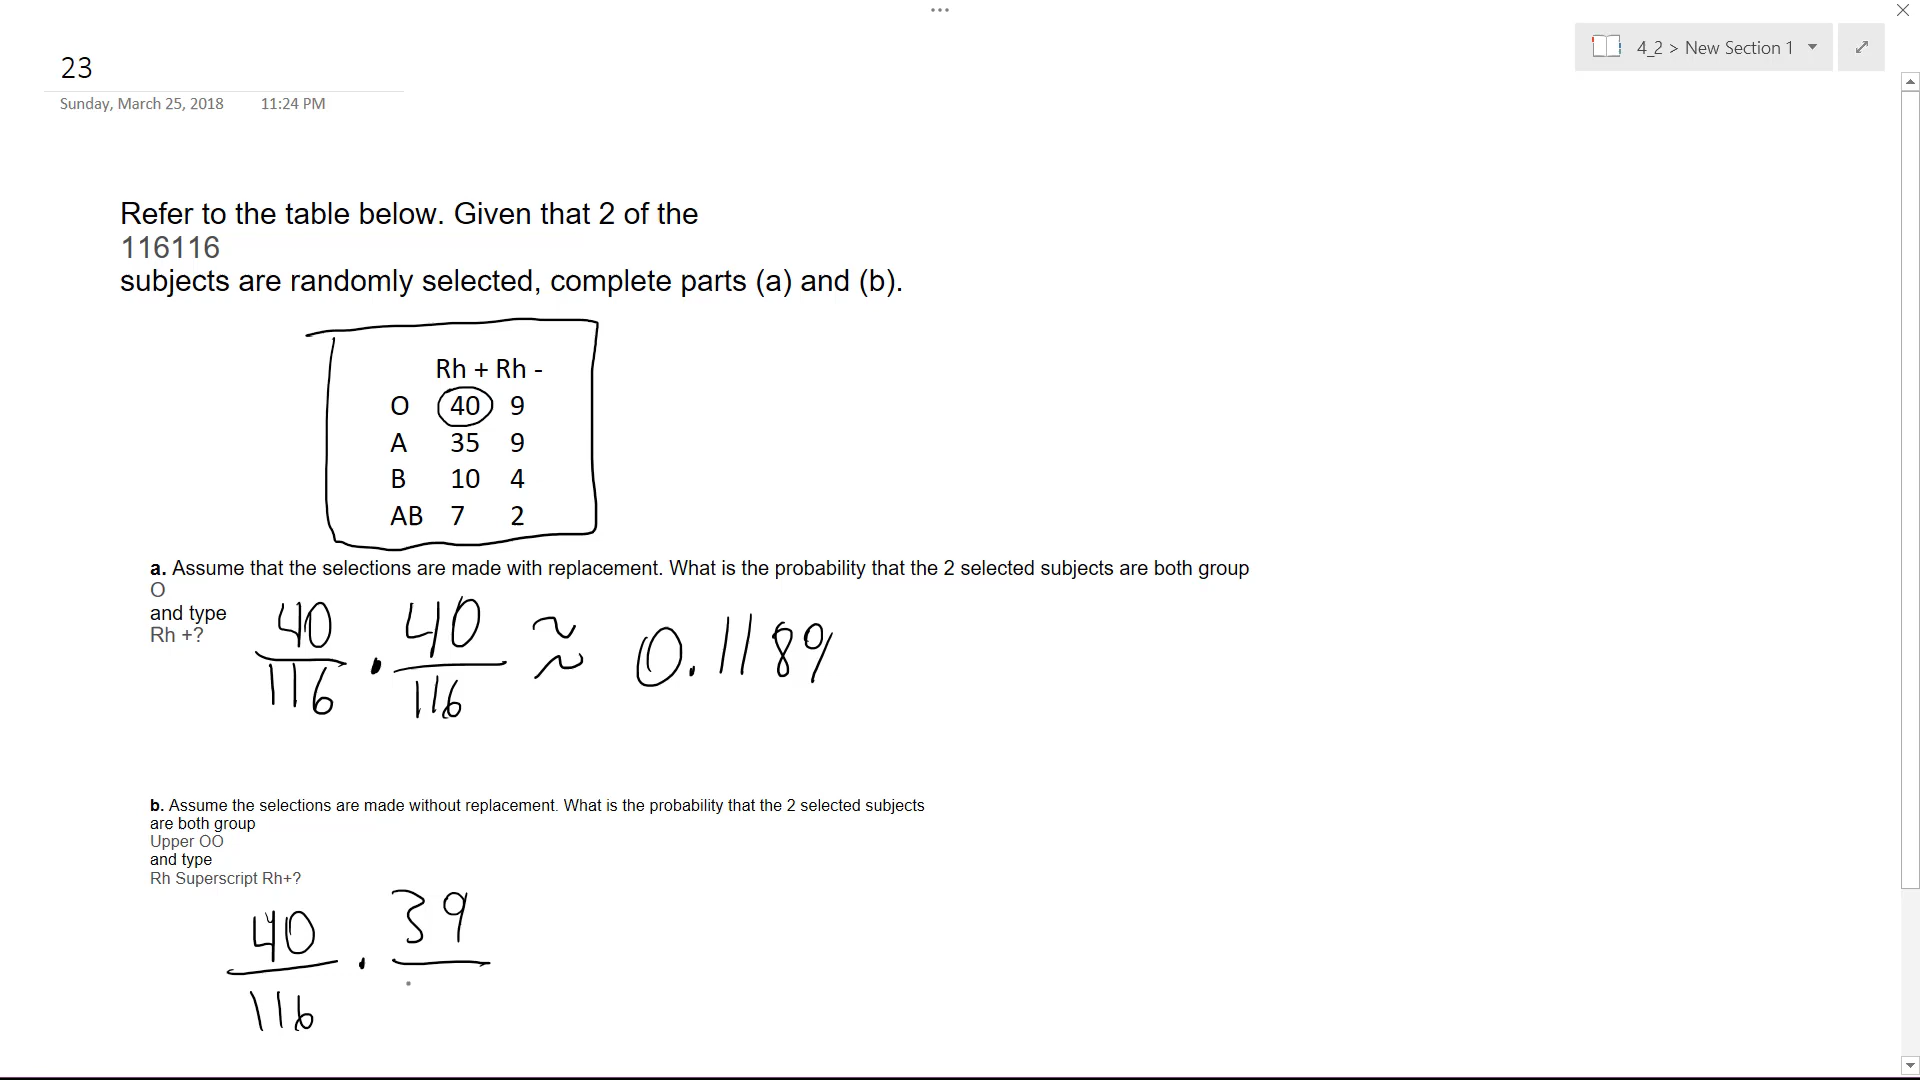 4_2 > New Section 1
23
Sunday, March 25, 2018 11:24 PM
Refer to the table below. Given that 2 of the
116116
subjects are randomly selected, complete parts (a) and (b).
Rh + Rh -
O 40 9
A 35 9
B 10 4
AB 7 2
a. Assume that the selections are made with replacement. What is the probability that the 2 selected subjects are both group
O
and type
Rh +?
40/116 · 40/116 ≈ 0.1189
b. Assume the selections are made without replacement. What is the probability that the 2 selected subjects
are both group
Upper OO
and type
Rh Superscript Rh+?
40 · 39
116